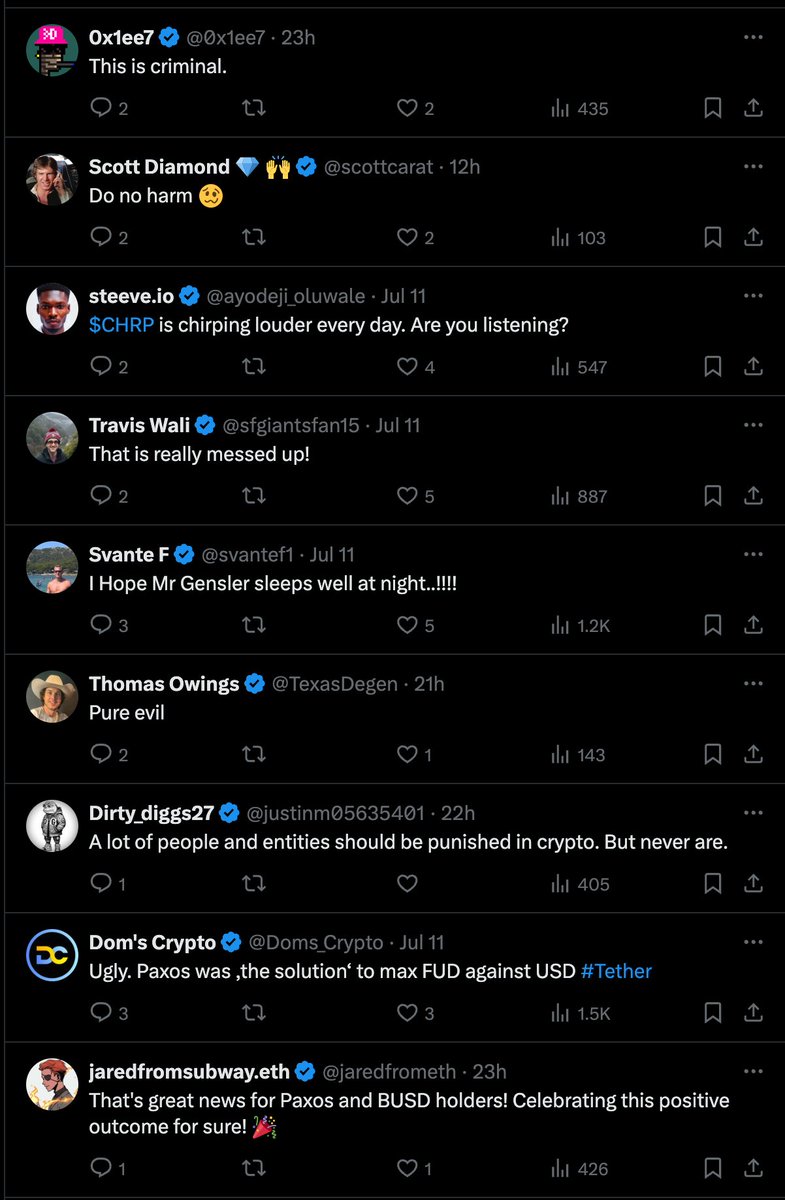 0x1ee7 @0x1ee7 · 23h
This is criminal.
2 2 435
Scott Diamond 💎 🙌 @scottcarat · 12h
Do no harm 🥴
2 2 103
steeve.io @ayodeji_oluwale · Jul 11
$CHRP is chirping louder every day. Are you listening?
2 4 547
Travis Wali @sfgiantsfan15 · Jul 11
That is really messed up!
2 5 887
Svante F @svantef1 · Jul 11
I Hope Mr Gensler sleeps well at night..!!!!
3 5 1.2K
Thomas Owings @TexasDegen · 21h
Pure evil
2 1 143
Dirty_diggs27 @justinm05635401 · 22h
A lot of people and entities should be punished in crypto. But never are.
1 405
DC
Dom's Crypto @Doms_Crypto · Jul 11
Ugly. Paxos was ‚the solution‘ to max FUD against USD #Tether
3 3 1.5K
jaredfromsubway.eth @jaredfrometh · 23h
That's great news for Paxos and BUSD holders! Celebrating this positive
outcome for sure! 🎉
1 1 426